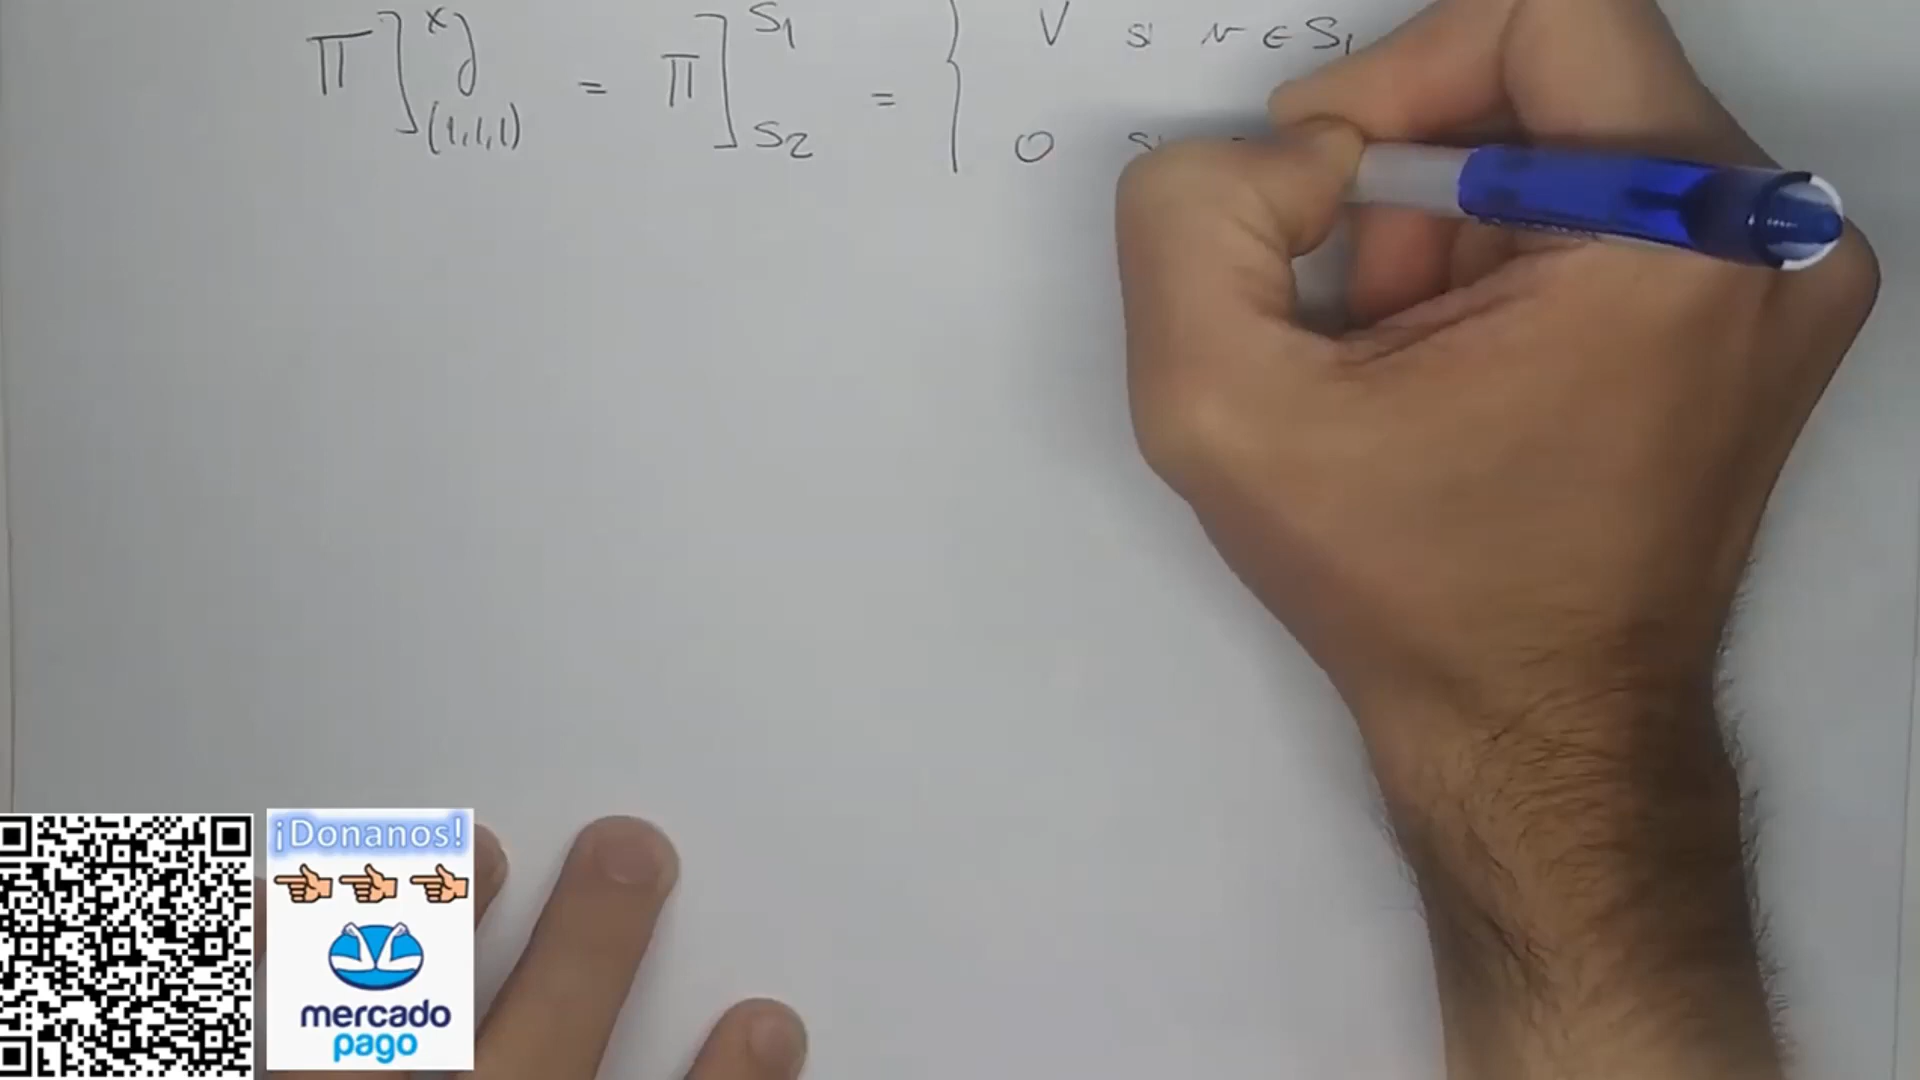 Π]^{xy}_{(1,1,1)} = Π]^{S1}_{S2} = { V si v ∈ S1
0 si
¡Donanos!
mercado
pago